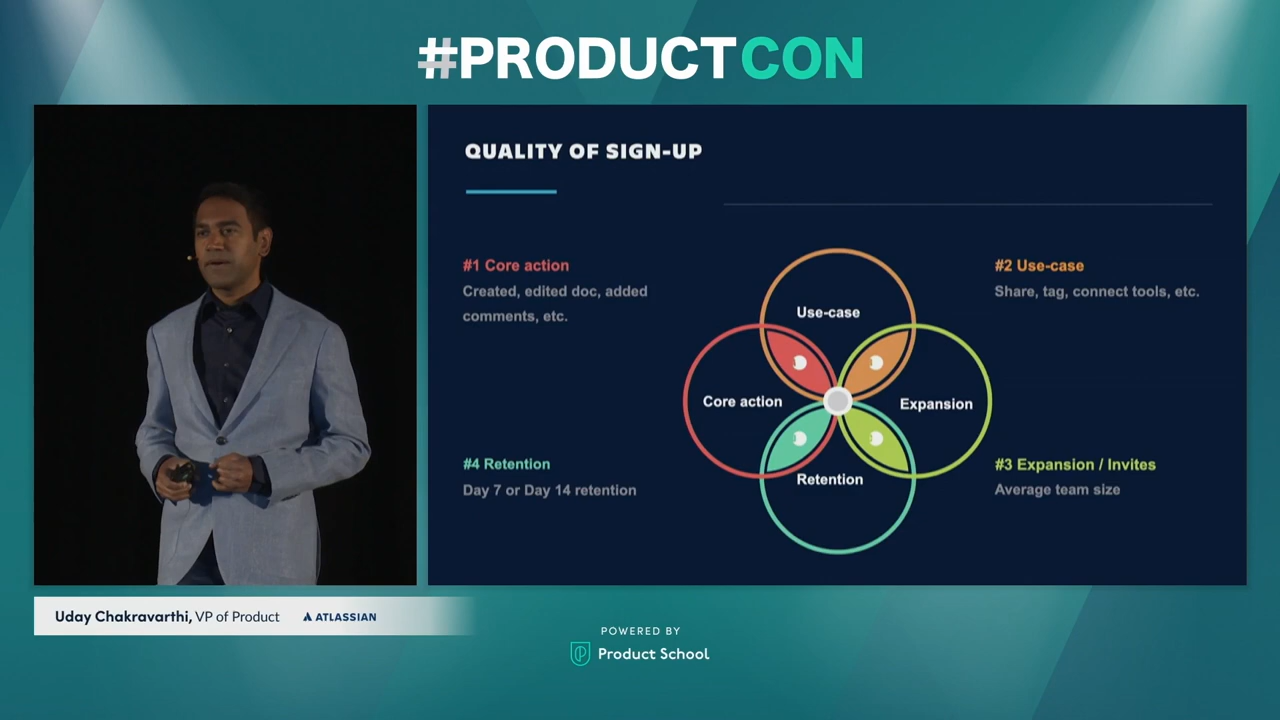 #PRODUCTCON
QUALITY OF SIGN-UP
#1 Core action
Created, edited doc, added
comments, etc.
#2 Use-case
Share, tag, connect tools, etc.
Use-case
Core action
Expansion
Retention
#4 Retention
Day 7 or Day 14 retention
#3 Expansion / Invites
Average team size
Uday Chakravarthi, VP of Product
ATLASSIAN
POWERED BY
Product School